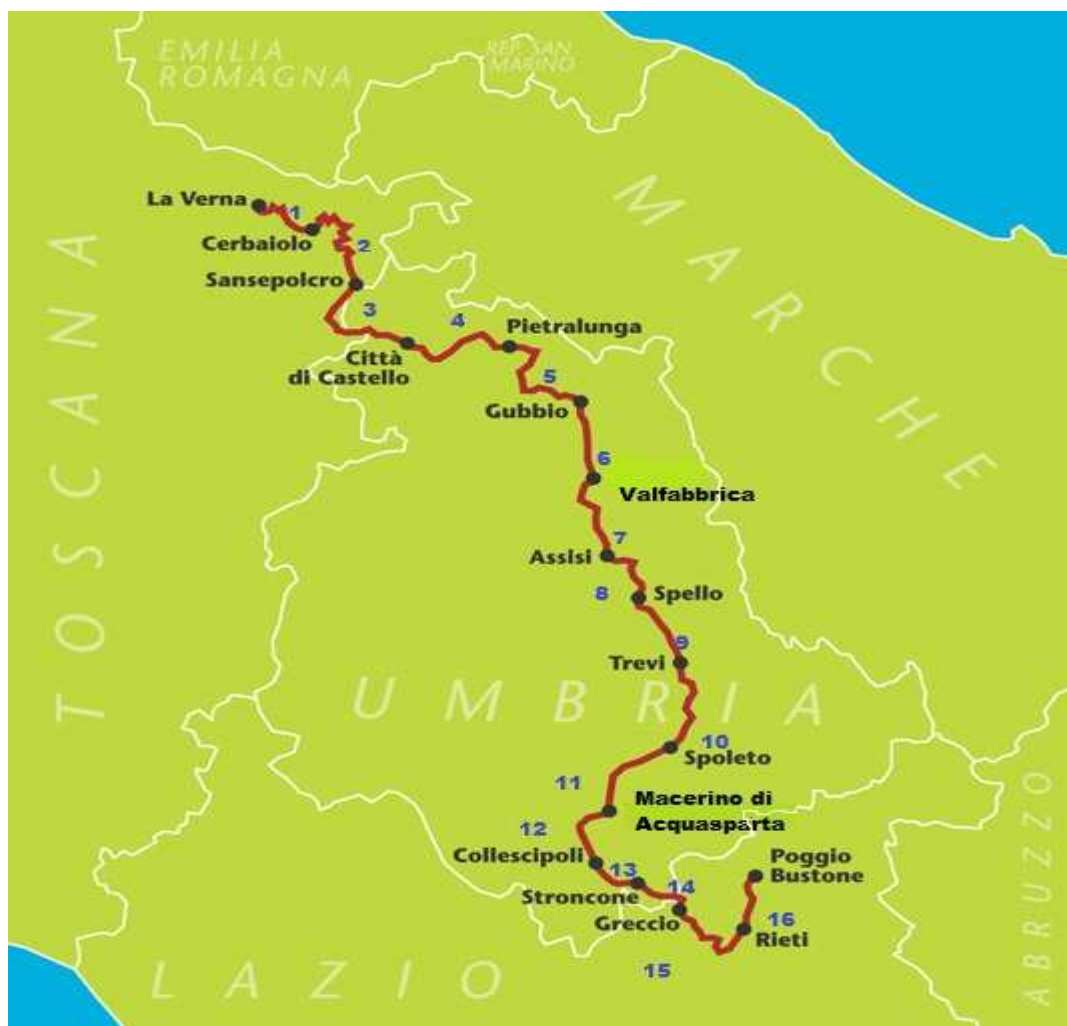 EMILIA
ROMAGNA
REP. SAN
MARINO
MARCHE
TOSCANA
La Verna
1
Cerbaiolo
2
Sansepolcro
3
4
Pietralunga
Città
di Castello
5
Gubbio
6
Valfabbrica
7
Assisi
8
Spello
9
Trevi
UMBRIA
10
Spoleto
11
Macerino di
Acquasparta
12
Collescipoli
13
Stroncone
14
Greccio
Poggio
Bustone
16
Rieti
15
LAZIO
ABRUZZO